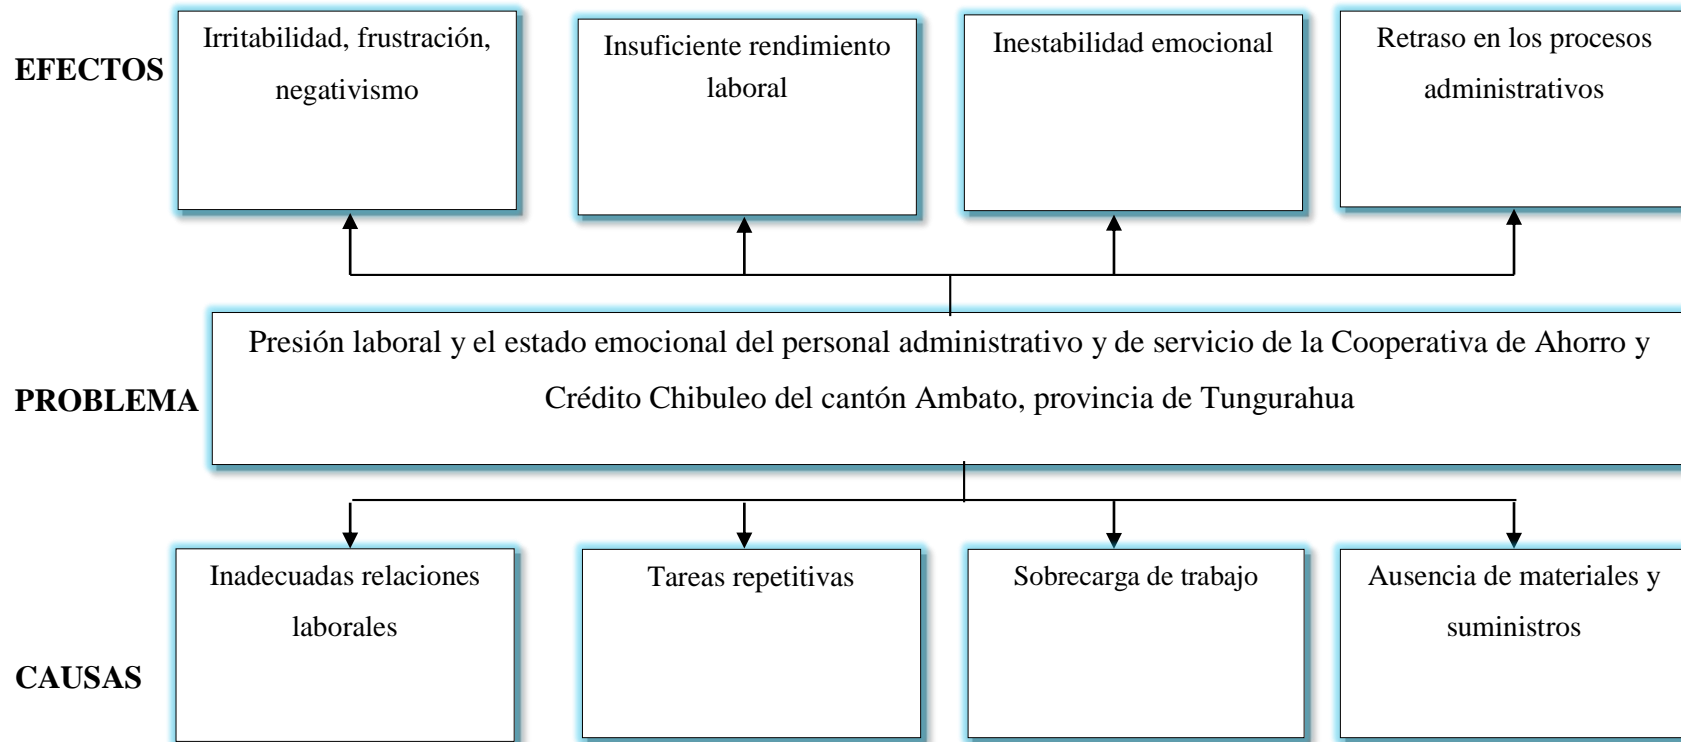 EFECTOS
Irritabilidad, frustración,
negativismo
Insuficiente rendimiento
laboral
Inestabilidad emocional
Retraso en los procesos
administrativos
PROBLEMA
Presión laboral y el estado emocional del personal administrativo y de servicio de la Cooperativa de Ahorro y
Crédito Chibuleo del cantón Ambato, provincia de Tungurahua
CAUSAS
Inadecuadas relaciones
laborales
Tareas repetitivas
Sobrecarga de trabajo
Ausencia de materiales y
suministros